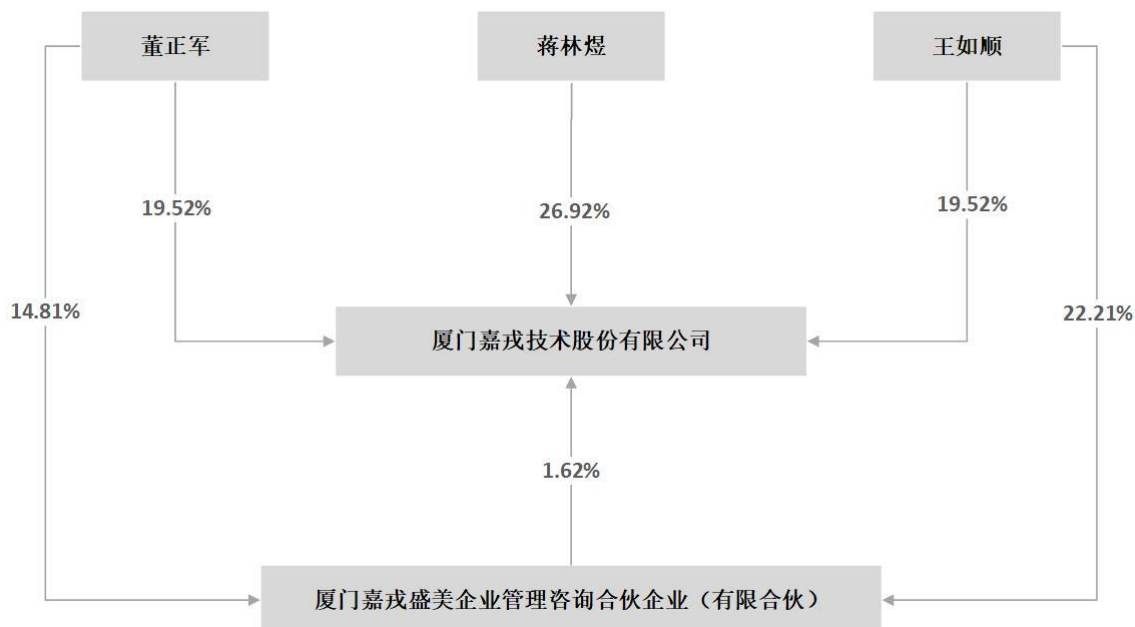 董正军
蒋林煜
王如顺
19.52%
26.92%
19.52%
14.81%
22.21%
厦门嘉戎技术股份有限公司
1.62%
厦门嘉戎盛美企业管理咨询合伙企业（有限合伙）